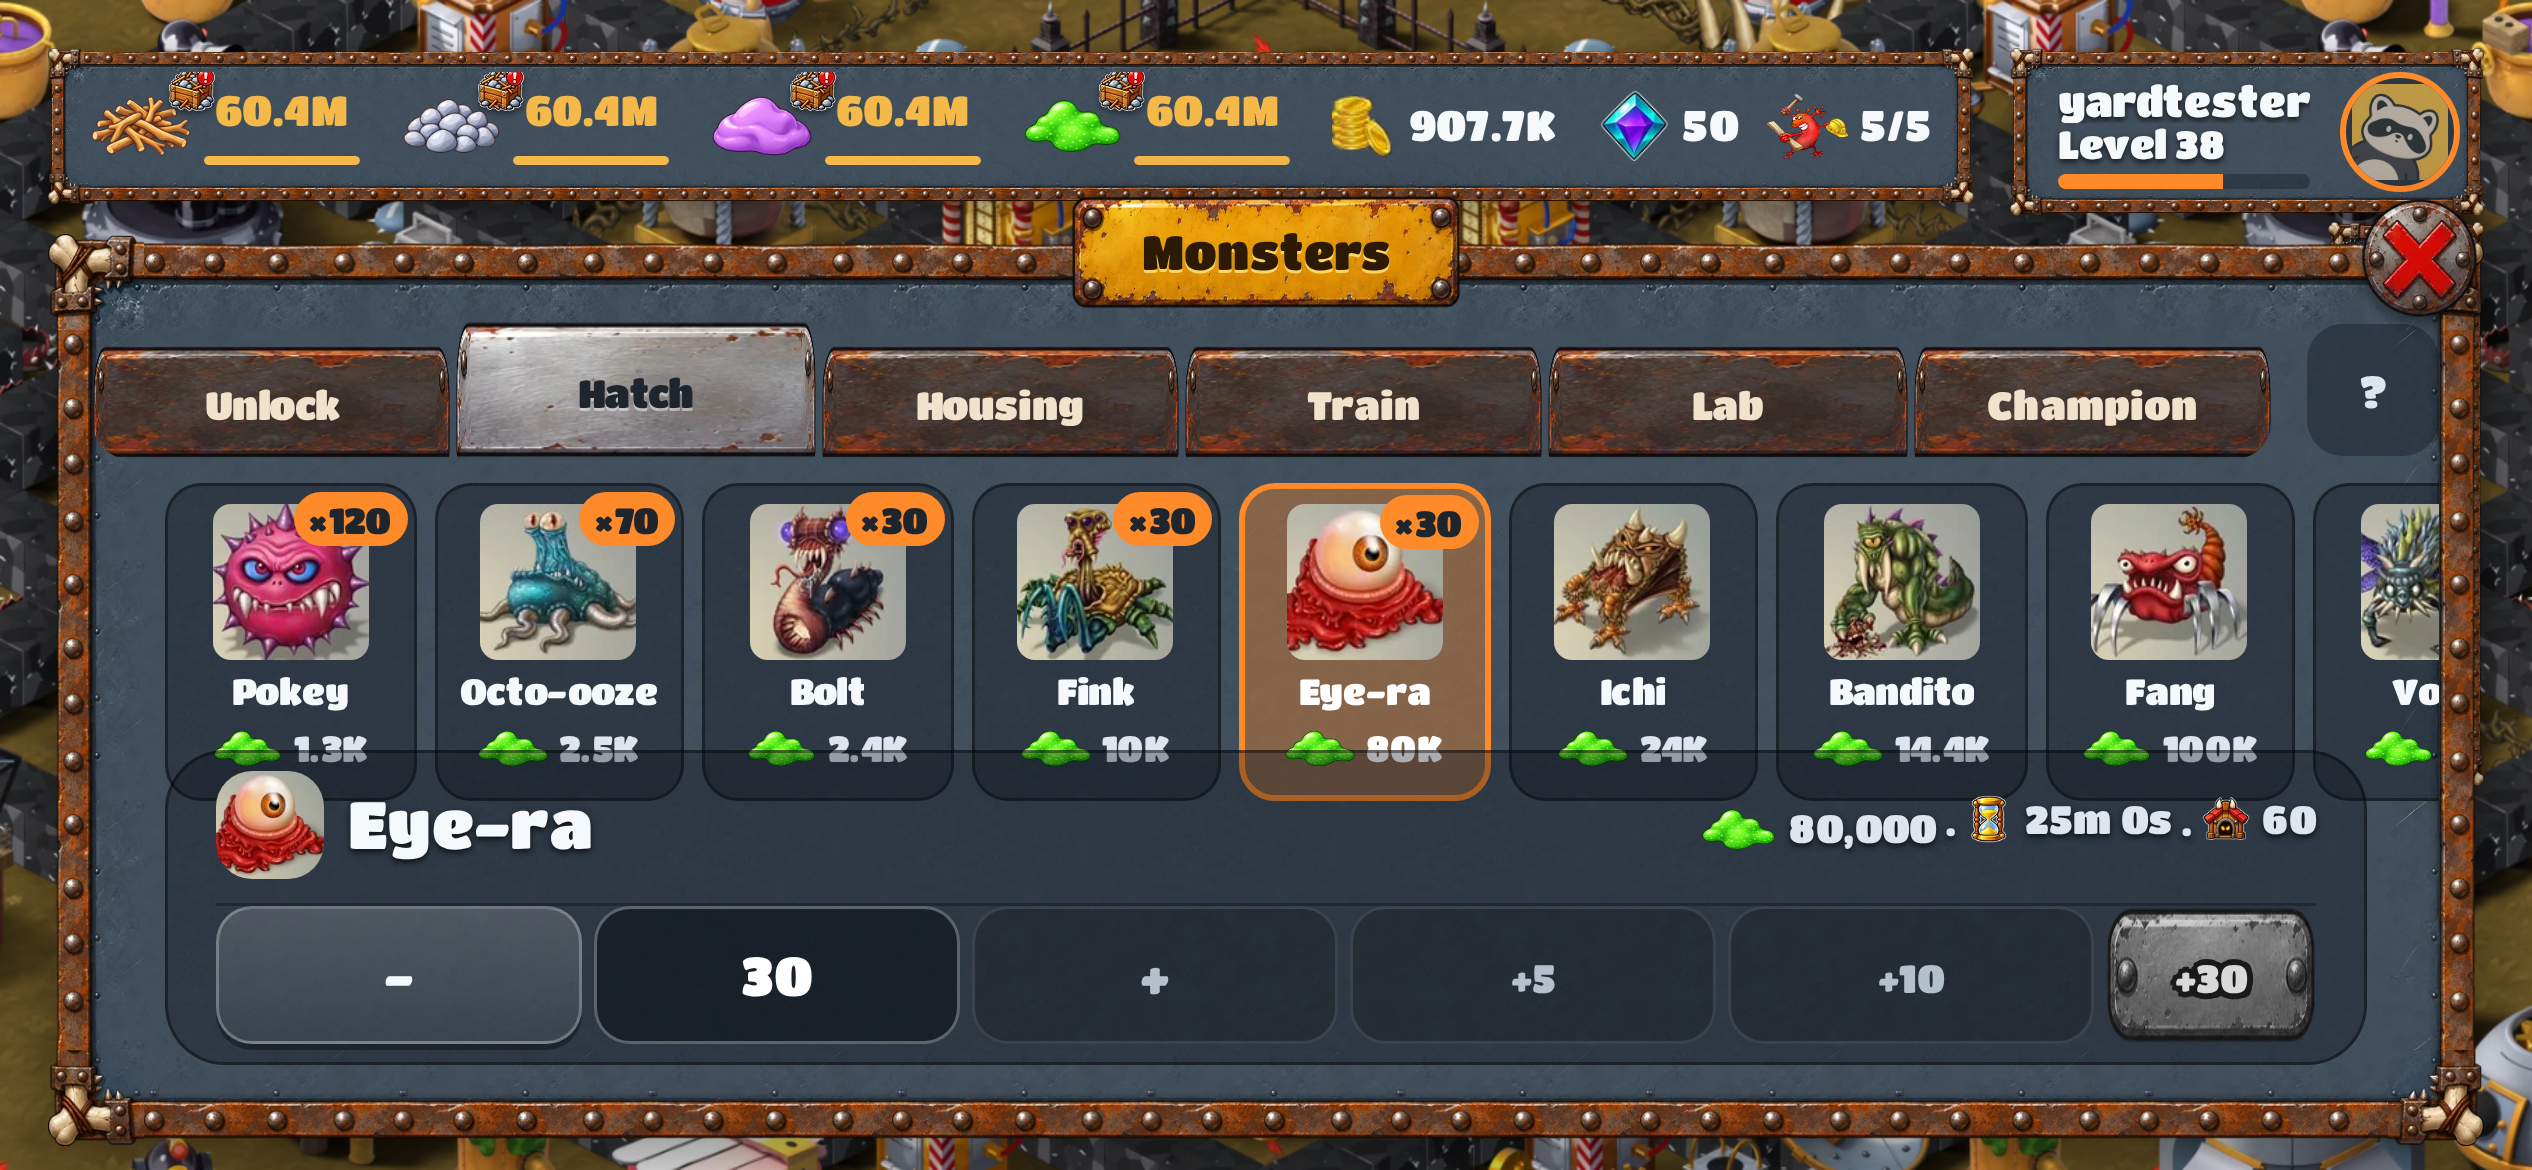 60.4M 60.4M 60.4M 60.4M 907.7K 50 5/5
yardtester
Level 38
Monsters
Unlock Hatch Housing Train Lab Champion ?
×120 ×70 ×30 ×30 ×30
Pokey Octo-ooze Bolt Fink Eye-ra Ichi Bandito Fang Vo
1.3K 2.5K 2.4K 10K 80K 24K 14.4K 100K
Eye-ra
80,000 · 25m 0s · 60
- 30 + +5 +10 +30